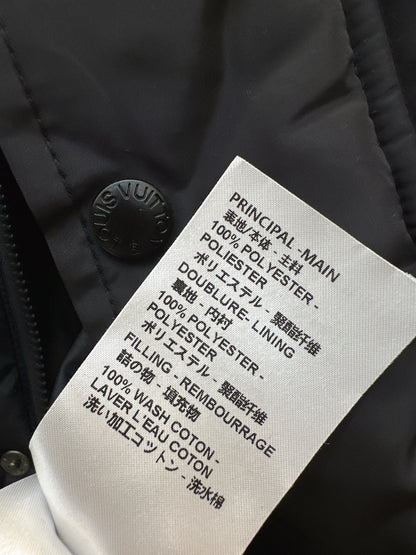 LOUIS VUITTON
PRINCIPAL -MAIN
表地/本体 - 主料
100% POLYESTER -
POLIESTER
ポリエステル - 聚酯纤维
DOUBLURE- LINING
裏地 - 内衬
100% POLYESTER -
POLYESTER
ポリエステル - 聚酯纤维
FILLING - REMBOURRAGE
詰め物 - 填充物
100% WASH COTON -
LAVER L'EAU COTON
洗い加工コットン - 洗水棉